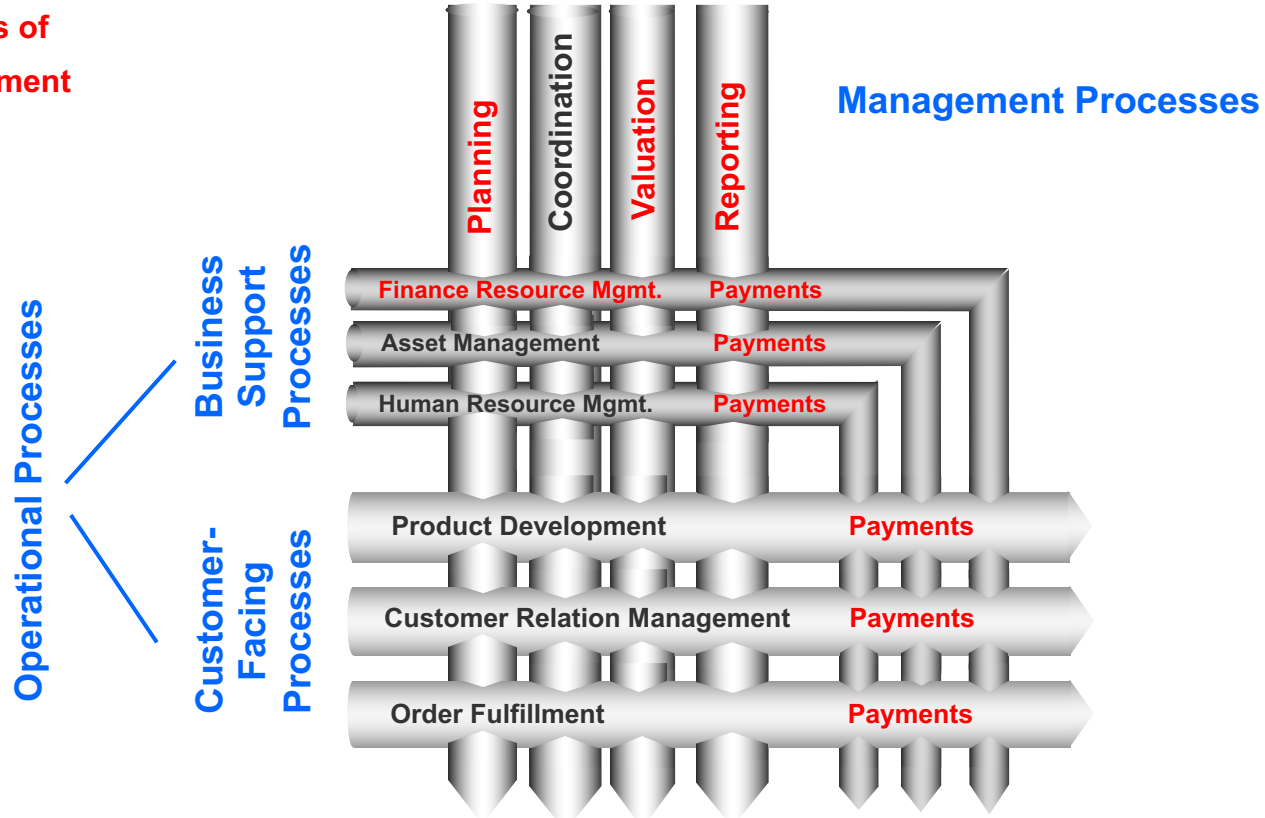 s of
ment
Management Processes
Planning
Coordination
Valuation
Reporting
Operational Processes
Business
Support
Processes
Finance Resource Mgmt. Payments
Asset Management Payments
Human Resource Mgmt. Payments
Customer-
Facing
Processes
Product Development Payments
Customer Relation Management Payments
Order Fulfillment Payments